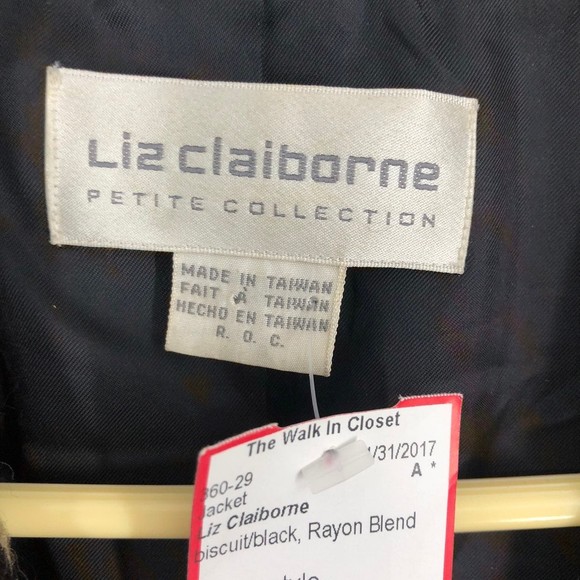 Liz claiborne
PETITE COLLECTION
MADE IN TAIWAN
FAIT À TAIWAN
HECHO EN TAIWAN
R. O. C.
The Walk In Closet
/31/2017
360-29
A *
Jacket
Liz Claiborne
biscuit/black, Rayon Blend
style